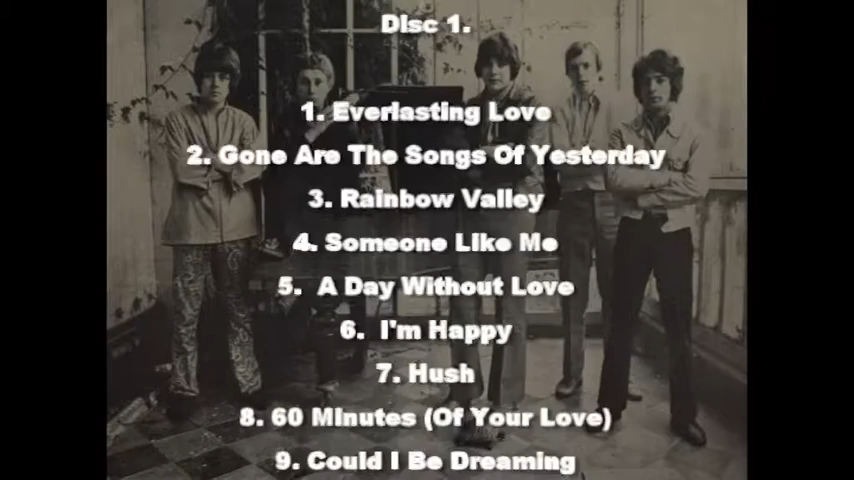 Disc 1.
1. Everlasting Love
2. Gone Are The Songs Of Yesterday
3. Rainbow Valley
4. Someone Like Me
5. A Day Without Love
6. I'm Happy
7. Hush
8. 60 Minutes (Of Your Love)
9. Could I Be Dreaming